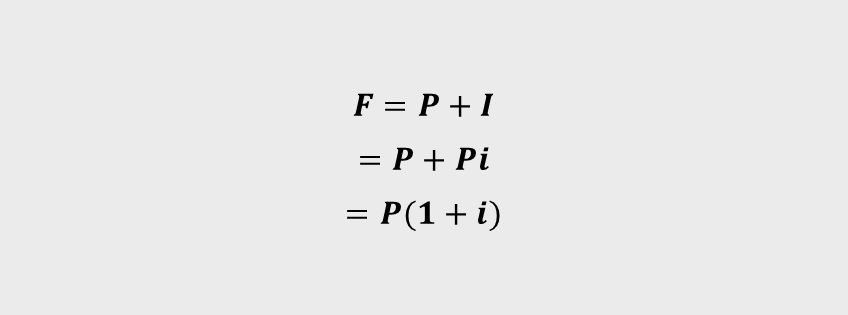 F = P + I
= P + Pi
= P(1 + i)